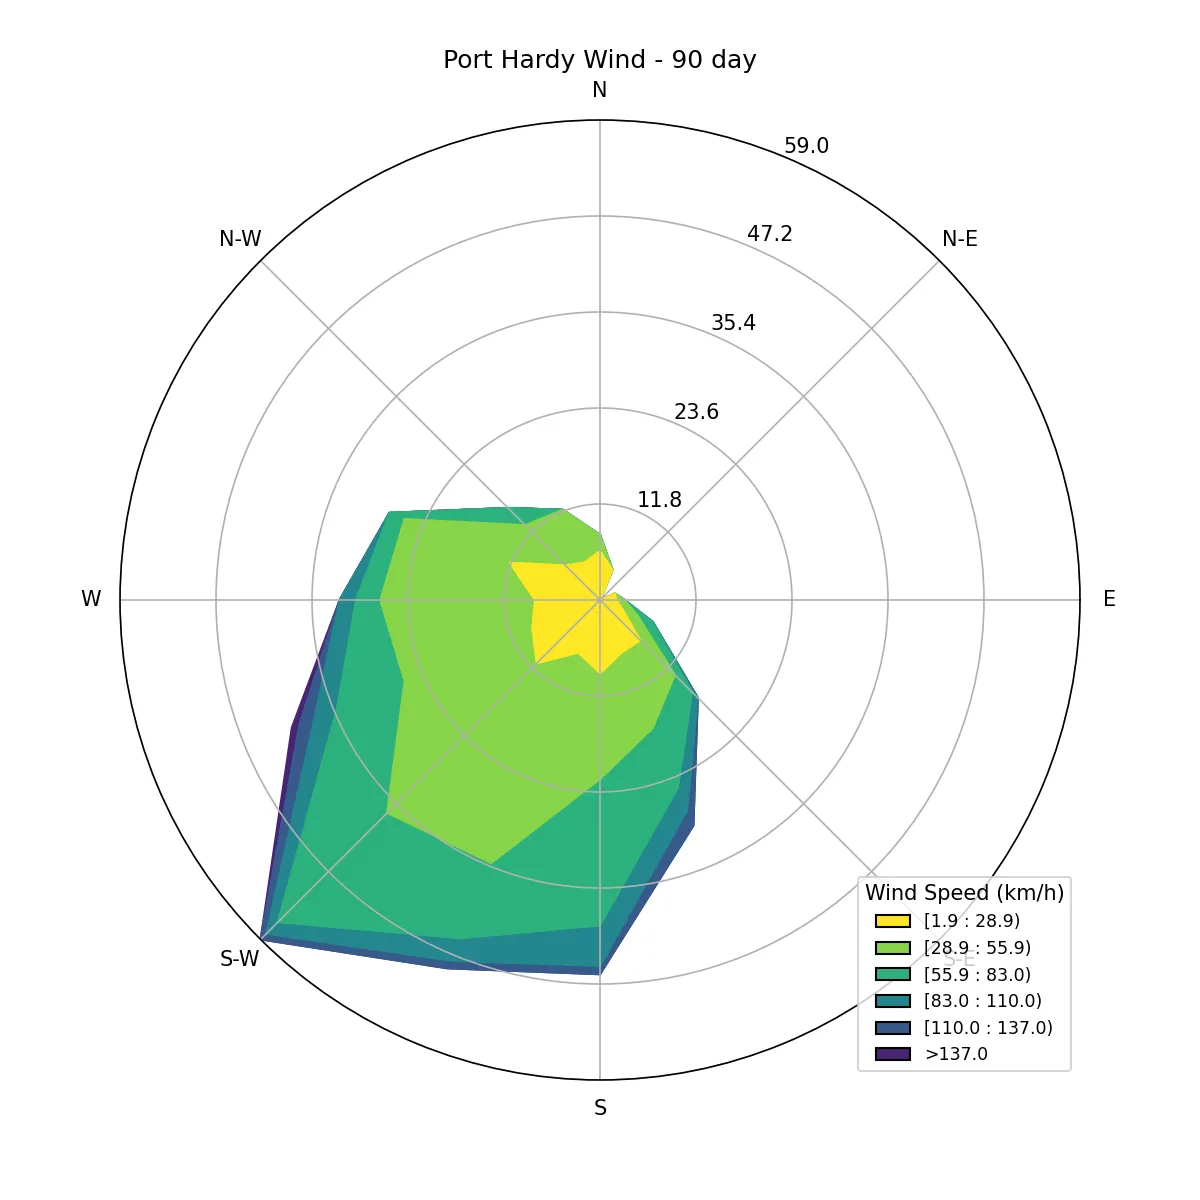 Port Hardy Wind - 90 day
N
59.0
N-W
47.2
N-E
35.4
23.6
11.8
W
E
Wind Speed (km/h)
[1.9 : 28.9)
[28.9 : 55.9)
[55.9 : 83.0)
[83.0 : 110.0)
[110.0 : 137.0)
>137.0
S-W
S-E
S